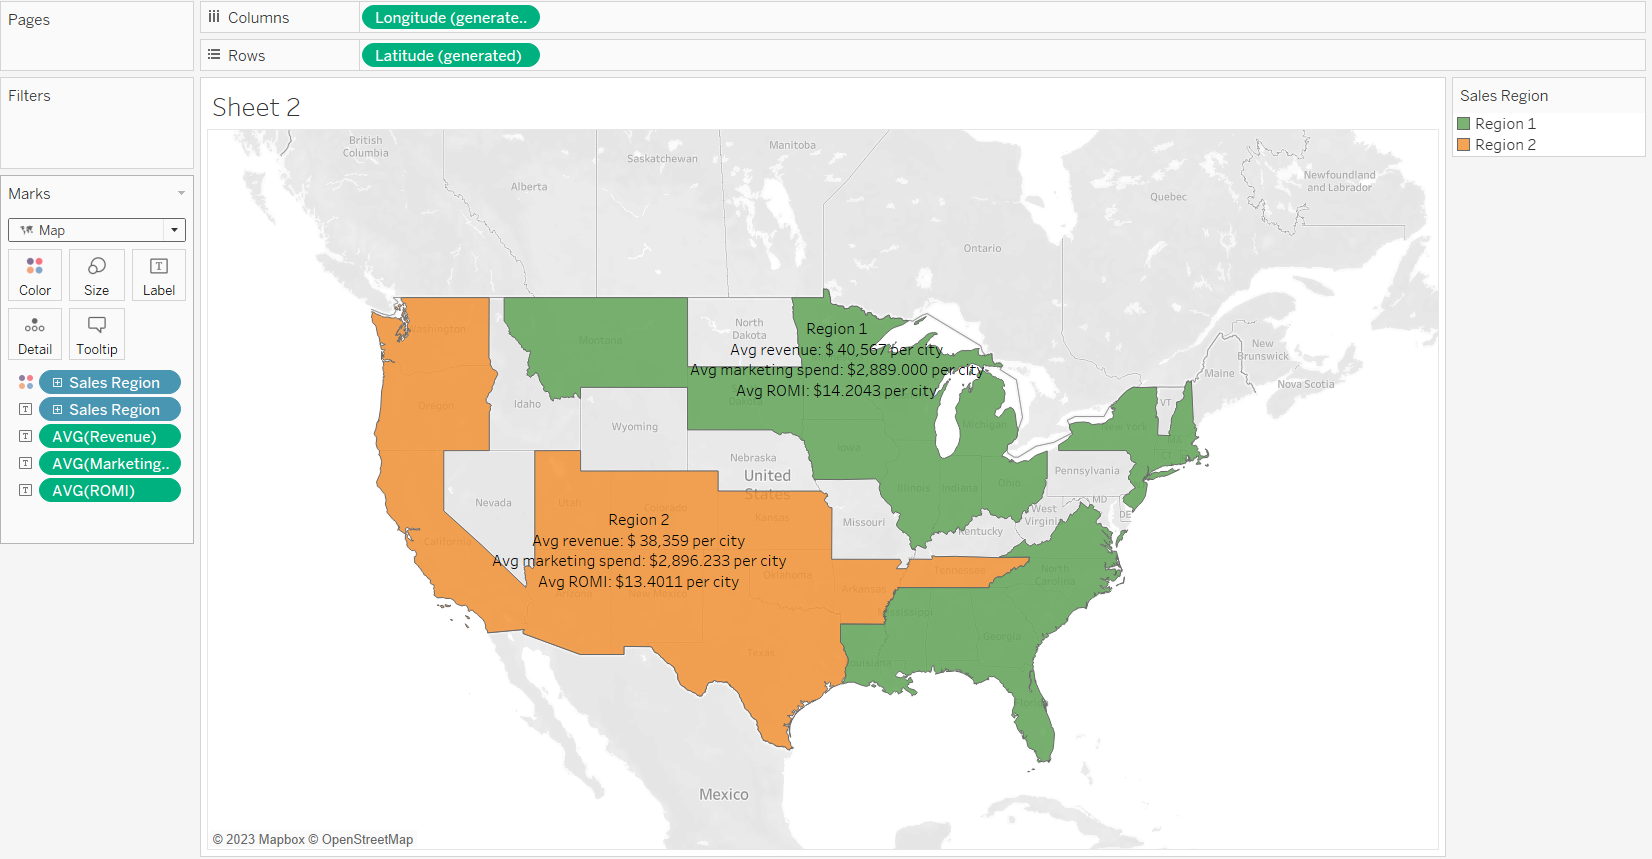 Pages
Columns
Longitude (generate..
Rows
Latitude (generated)
Filters
Marks
Map
Color
Size
Label
Detail
Tooltip
Sales Region
Sales Region
AVG(Revenue)
AVG(Marketing..
AVG(ROMI)
Sheet 2
British
Columbia
Alberta
Saskatchewan
Manitoba
Ontario
Quebec
Newfoundland
and Labrador
New
Brunswick
Nova Scotia
Maine
VT
Washington
Montana
North
Dakota
Region 1
Avg revenue: $ 40,567 per city
Avg marketing spend: $2,889.000 per city
Avg ROMI: $14.2043 per city
Oregon
Idaho
Dakota
Wyoming
Michigan
New York
MA
CT
Iowa
Nebraska
United
States
Pennsylvania
Illinois
Indiana
Ohio
MD
DE
West
Virginia
Nevada
Utah
Colorado
Kansas
Missouri
Kentucky
Region 2
Avg revenue: $ 38,359 per city
Avg marketing spend: $2,896.233 per city
Avg ROMI: $13.4011 per city
California
Arizona
New Mexico
Oklahoma
Arkansas
Tennessee
North
Carolina
Mississippi
Georgia
Texas
Louisiana
Florida
Mexico
© 2023 Mapbox © OpenStreetMap
Sales Region
Region 1
Region 2